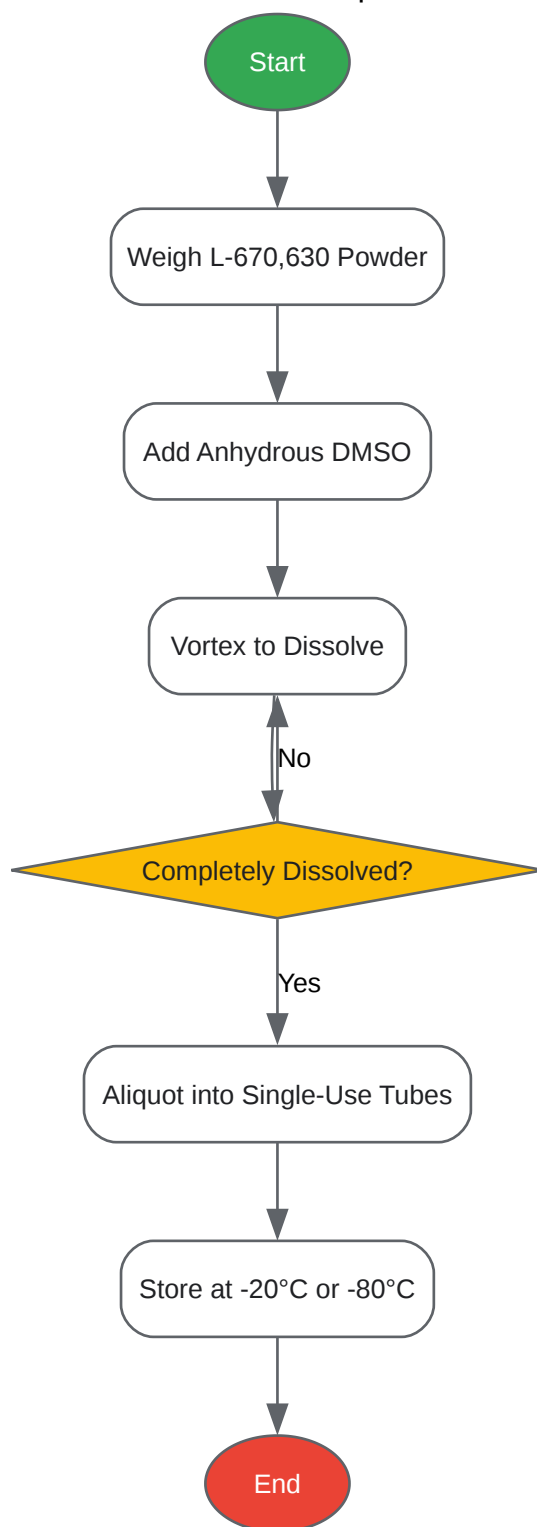 Start
Weigh L-670,630 Powder
Add Anhydrous DMSO
Vortex to Dissolve
No
Completely Dissolved?
Yes
Aliquot into Single-Use Tubes
Store at -20°C or -80°C
End